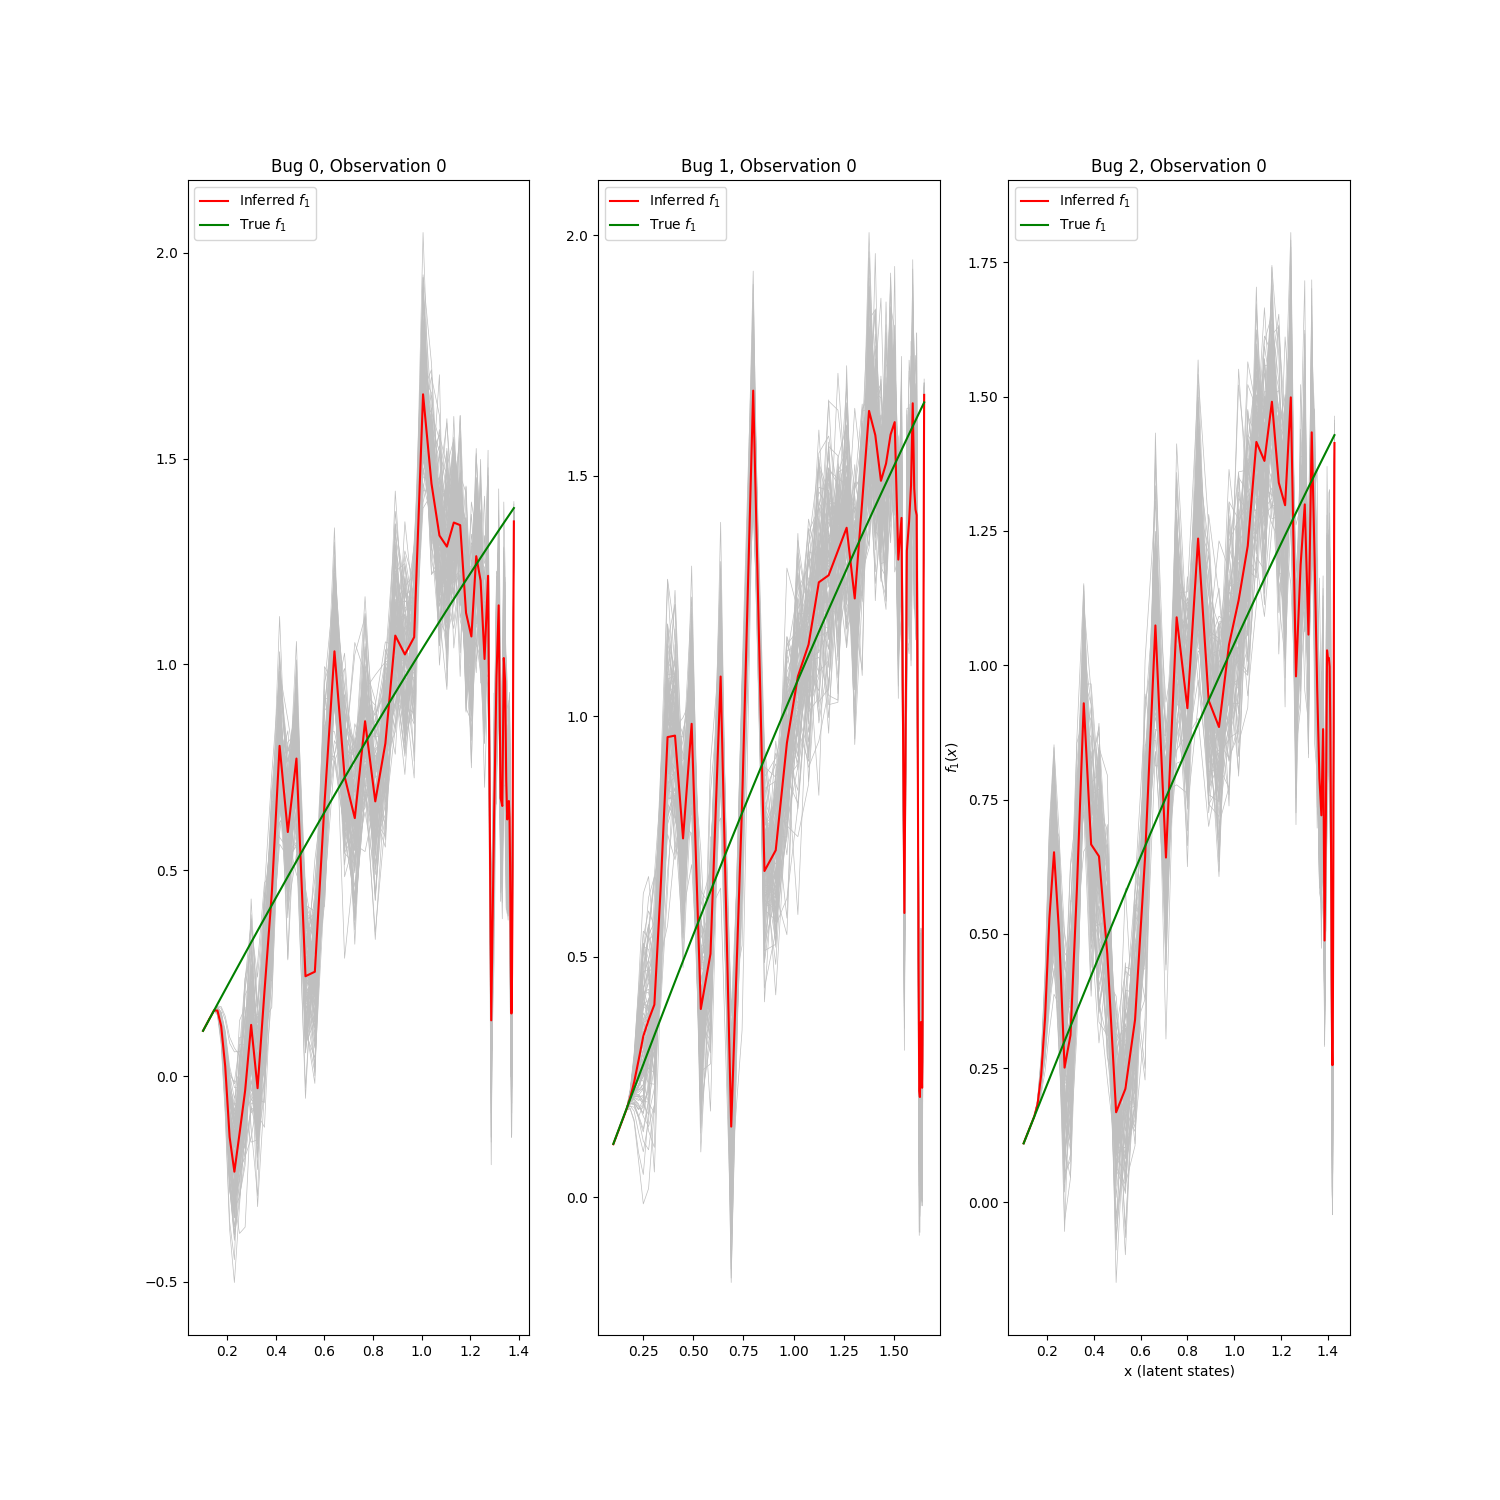 Bug 0, Observation 0
Inferred f₁
True f₁
2.0
1.5
1.0
0.5
0.0
−0.5
0.2 0.4 0.6 0.8 1.0 1.2 1.4
Bug 1, Observation 0
Inferred f₁
True f₁
2.0
1.5
1.0
0.5
0.0
0.25 0.50 0.75 1.00 1.25 1.50
Bug 2, Observation 0
Inferred f₁
True f₁
f₁(x)
1.75
1.50
1.25
1.00
0.75
0.50
0.25
0.00
0.2 0.4 0.6 0.8 1.0 1.2 1.4
x (latent states)